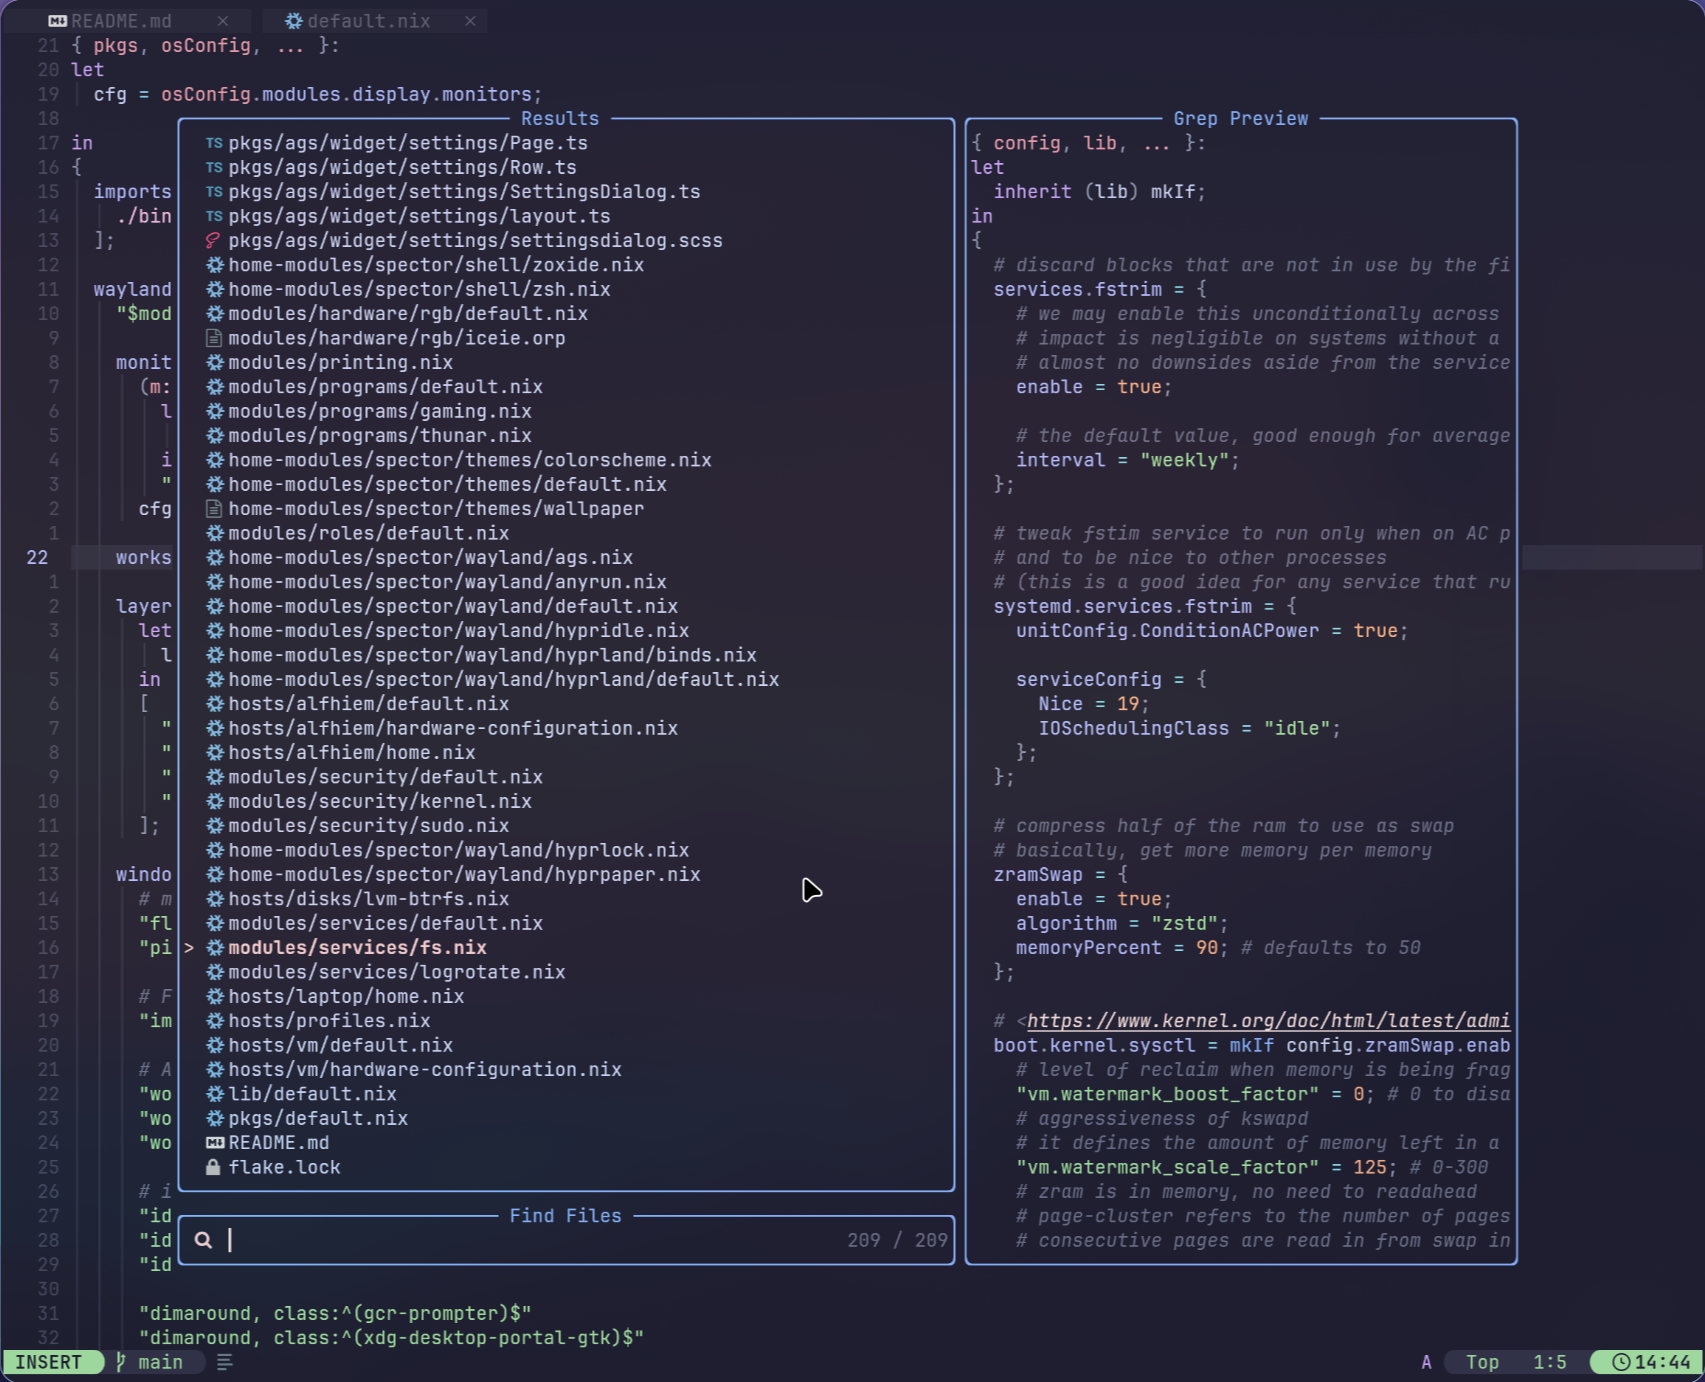 README.md × default.nix ×
21 { pkgs, osConfig, ... }:
20 let
19 cfg = osConfig.modules.display.monitors;
18
17 in
16 {
15 imports
14 ./bin
13 ];
12
11 wayland
10 "$mod
9
8 monit
7 (m:
6 l
5
4 i
3 "
2 cfg
1
22 works
1
2 layer
3 let
4 l
5 in
6 [
7 "
8 "
9 "
10 "
11 ];
12
13 windo
14 # m
15 "fl
16 "pi
17
18 # F
19 "im
20
21 # A
22 "wo
23 "wo
24 "wo
25
26 # i
27 "id
28 "id
29 "id
30
31 "dimaround, class:^(gcr-prompter)$"
32 "dimaround, class:^(xdg-desktop-portal-gtk)$"
Results
TS pkgs/ags/widget/settings/Page.ts
TS pkgs/ags/widget/settings/Row.ts
TS pkgs/ags/widget/settings/SettingsDialog.ts
TS pkgs/ags/widget/settings/layout.ts
pkgs/ags/widget/settings/settingsdialog.scss
home-modules/spector/shell/zoxide.nix
home-modules/spector/shell/zsh.nix
modules/hardware/rgb/default.nix
modules/hardware/rgb/iceie.orp
modules/printing.nix
modules/programs/default.nix
modules/programs/gaming.nix
modules/programs/thunar.nix
home-modules/spector/themes/colorscheme.nix
home-modules/spector/themes/default.nix
home-modules/spector/themes/wallpaper
modules/roles/default.nix
home-modules/spector/wayland/ags.nix
home-modules/spector/wayland/anyrun.nix
home-modules/spector/wayland/default.nix
home-modules/spector/wayland/hypridle.nix
home-modules/spector/wayland/hyprland/binds.nix
home-modules/spector/wayland/hyprland/default.nix
hosts/alfhiem/default.nix
hosts/alfhiem/hardware-configuration.nix
hosts/alfhiem/home.nix
modules/security/default.nix
modules/security/kernel.nix
modules/security/sudo.nix
home-modules/spector/wayland/hyprlock.nix
home-modules/spector/wayland/hyprpaper.nix
hosts/disks/lvm-btrfs.nix
modules/services/default.nix
> modules/services/fs.nix
modules/services/logrotate.nix
hosts/laptop/home.nix
hosts/profiles.nix
hosts/vm/default.nix
hosts/vm/hardware-configuration.nix
lib/default.nix
pkgs/default.nix
README.md
flake.lock
Find Files
209 / 209
Grep Preview
{ config, lib, ... }:
let
inherit (lib) mkIf;
in
{
# discard blocks that are not in use by the fi
services.fstrim = {
# we may enable this unconditionally across
# impact is negligible on systems without a
# almost no downsides aside from the service
enable = true;
# the default value, good enough for average
interval = "weekly";
};
# tweak fstim service to run only when on AC p
# and to be nice to other processes
# (this is a good idea for any service that ru
systemd.services.fstrim = {
unitConfig.ConditionACPower = true;
serviceConfig = {
Nice = 19;
IOSchedulingClass = "idle";
};
};
# compress half of the ram to use as swap
# basically, get more memory per memory
zramSwap = {
enable = true;
algorithm = "zstd";
memoryPercent = 90; # defaults to 50
};
# <https://www.kernel.org/doc/html/latest/admi
boot.kernel.sysctl = mkIf config.zramSwap.enab
# level of reclaim when memory is being frag
"vm.watermark_boost_factor" = 0; # 0 to disa
# aggressiveness of kswapd
# it defines the amount of memory left in a
"vm.watermark_scale_factor" = 125; # 0-300
# zram is in memory, no need to readahead
# page-cluster refers to the number of pages
# consecutive pages are read in from swap in
INSERT main A Top 1:5 14:44